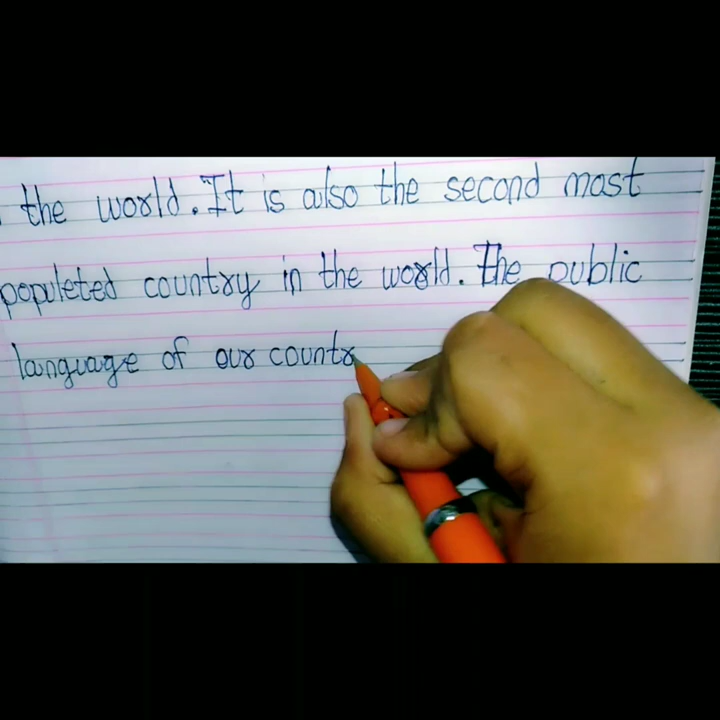 the world. It is also the second most
populeted country in the world. The public
language of our countr